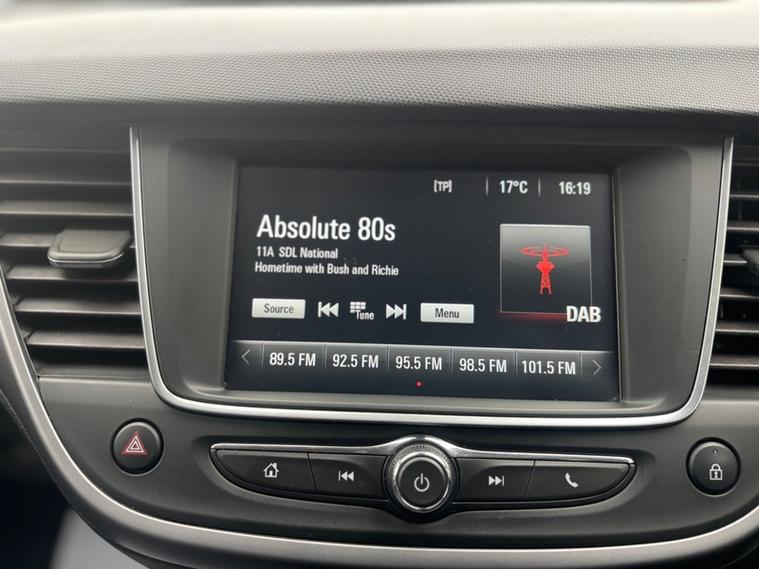 [TP] 17°C 16:19
Absolute 80s
11A SDL National
Hometime with Bush and Richie
DAB
Source Tune Menu
89.5 FM 92.5 FM 95.5 FM 98.5 FM 101.5 FM